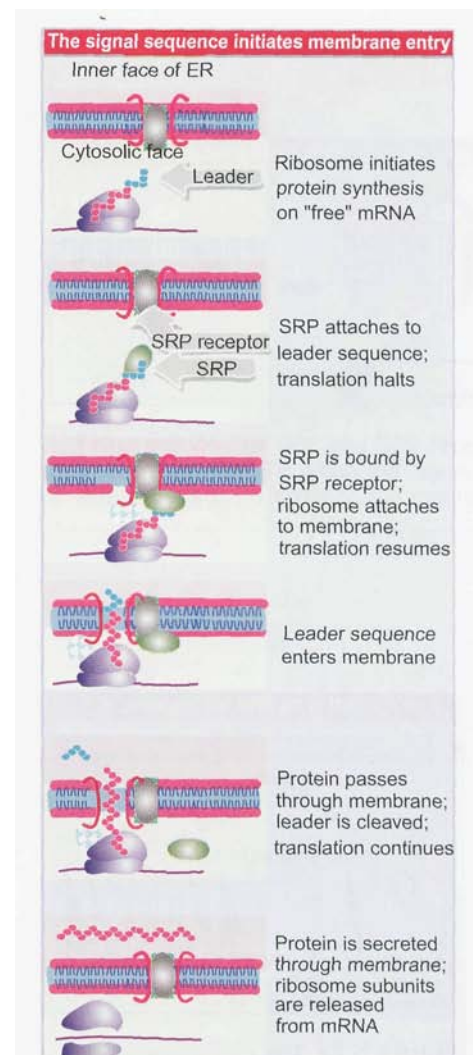 The signal sequence initiates membrane entry
Inner face of ER
Cytosolic face
Leader
Ribosome initiates
protein synthesis
on "free" mRNA
SRP receptor
SRP
SRP attaches to
leader sequence;
translation halts
SRP is bound by
SRP receptor;
ribosome attaches
to membrane;
translation resumes
Leader sequence
enters membrane
Protein passes
through membrane;
leader is cleaved;
translation continues
Protein is secreted
through membrane;
ribosome subunits
are released
from mRNA